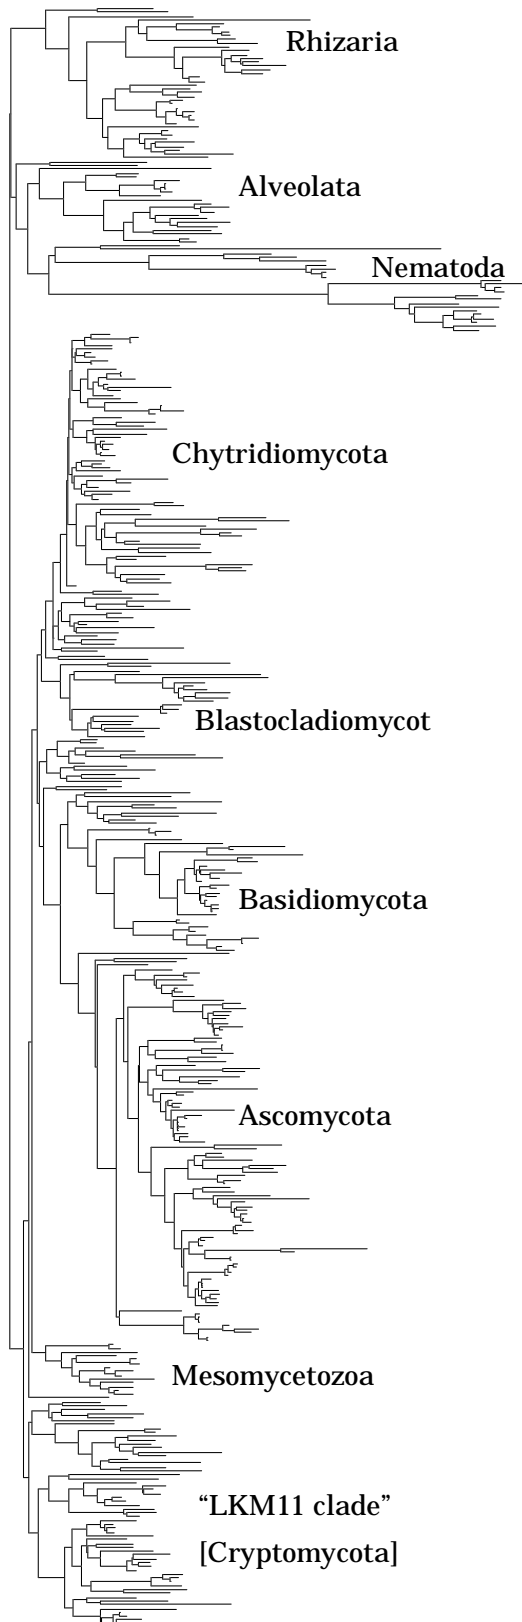 Rhizaria
Alveolata
Nematoda
Chytridiomycota
Blastocladiomycot
Basidiomycota
Ascomycota
Mesomycetozoa
“LKM11 clade”
[Cryptomycota]